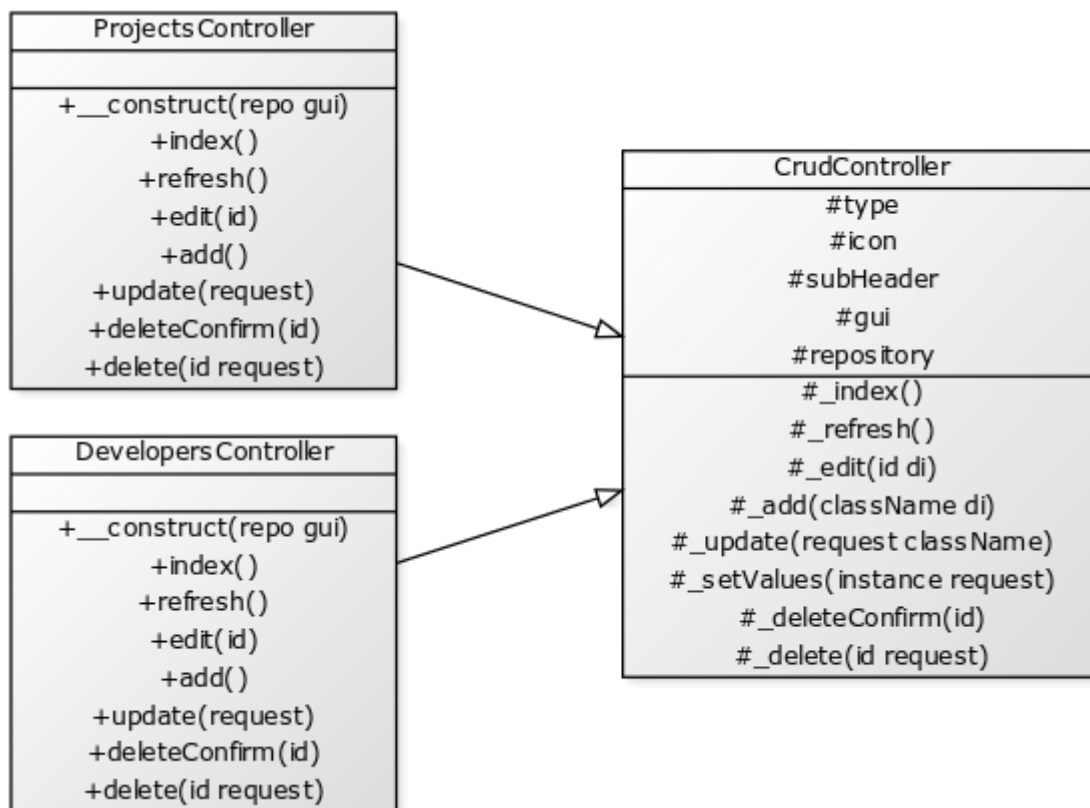 ProjectsController
+__construct(repo gui)
+index()
+refresh()
+edit(id)
+add()
+update(request)
+deleteConfirm(id)
+delete(id request)
DevelopersController
+__construct(repo gui)
+index()
+refresh()
+edit(id)
+add()
+update(request)
+deleteConfirm(id)
+delete(id request)
CrudController
#type
#icon
#subHeader
#gui
#repository
#_index()
#_refresh()
#_edit(id di)
#_add(className di)
#_update(request className)
#_setValues(instance request)
#_deleteConfirm(id)
#_delete(id request)